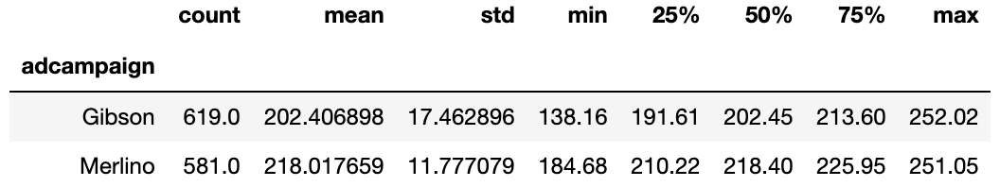 count mean std min 25% 50% 75% max
adcampaign
Gibson 619.0 202.406898 17.462896 138.16 191.61 202.45 213.60 252.02
Merlino 581.0 218.017659 11.777079 184.68 210.22 218.40 225.95 251.05